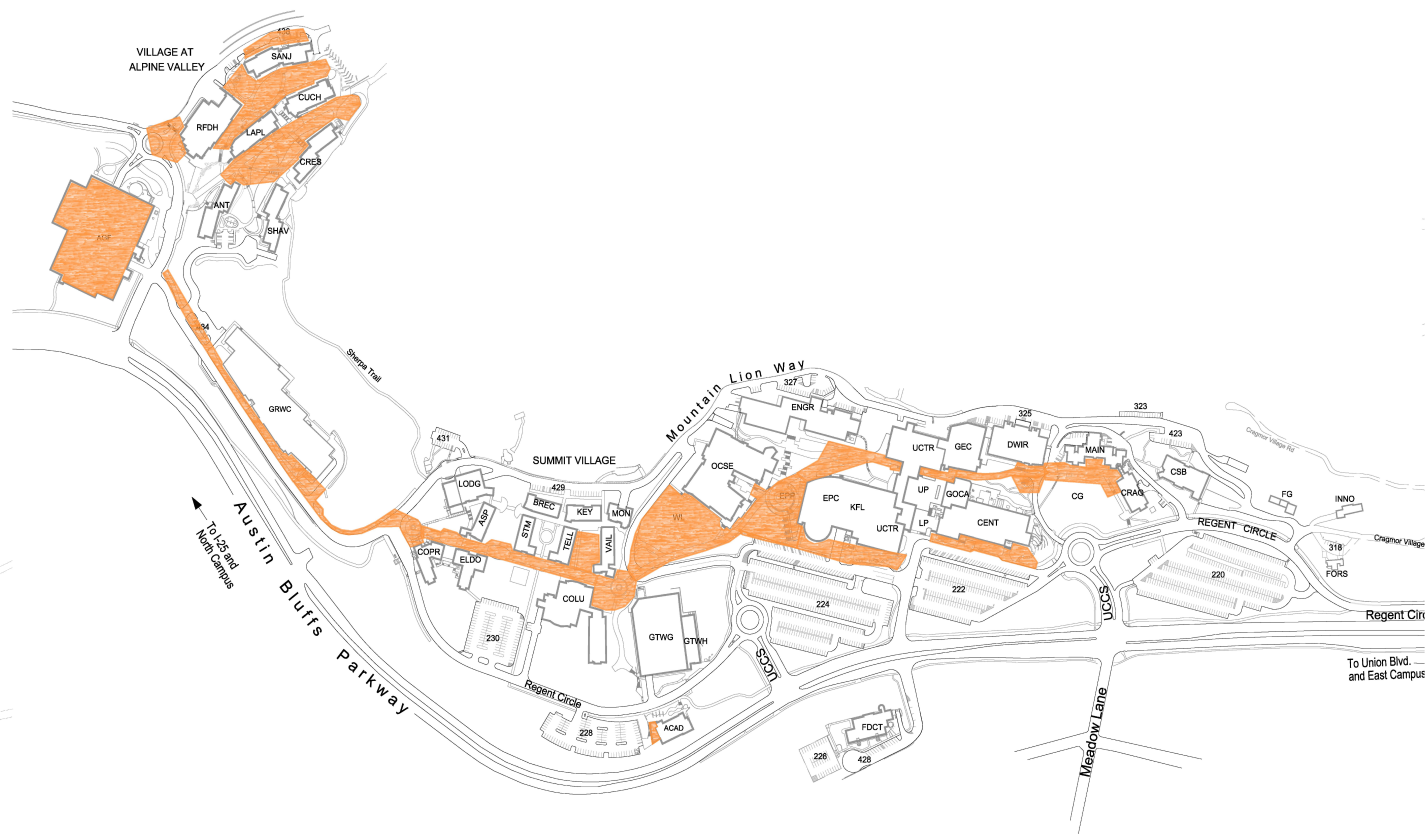 VILLAGE AT
ALPINE VALLEY
SANJ
CUCH
RFDH
LAPL
CRES
ANT
SHAV
GRWC
Sherpa Trail
Mountain Lion Way
327
ENGR
431
SUMMIT VILLAGE
429
LODG
ASP
BREC
STM
KEY
MON
TELL
VAIL
COPR
ELDO
COLU
230
OCSE
WL
EPP
EPC
KFL
UCTR
UCTR
GEC
DWIR
325
323
423
MAIN
UP
GOCA
LP
CENT
CG
CRAG
CSB
Cragmor Village Rd
FG
INNO
REGENT CIRCLE
Cragmor Village
318
FORS
220
222
224
UCCS
Regent Circ
To Union Blvd.
and East Campus
GTWG
GTWH
UCCS
Regent Circle
228
ACAD
FDCT
226
428
Meadow Lane
To I-25 and
North Campus
Austin Bluffs Parkway